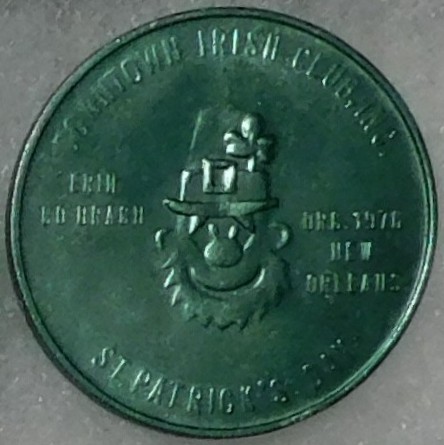 DOWNTOWN IRISH CLUB, INC.
ERIN
GO BRAGH
ORG. 1976
NEW
ORLEANS
ST. PATRICK'S DAY